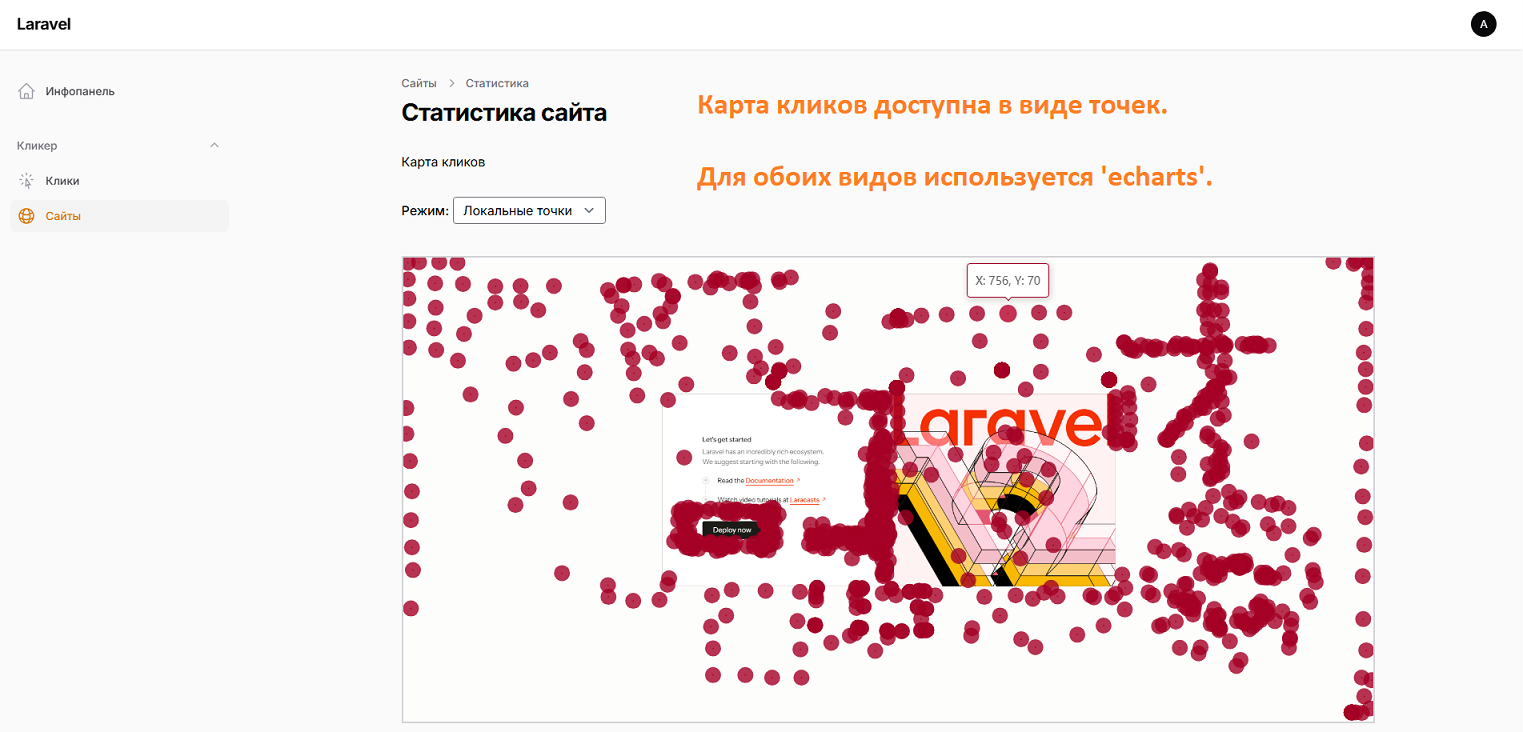 Laravel
A
Инфопанель
Кликер
Клики
Сайты
Сайты > Статистика
Статистика сайта
Карта кликов доступна в виде точек.
Карта кликов
Для обоих видов используется 'echarts'.
Режим: Локальные точки
X: 756, Y: 70
Laravel
Let's get started
Laravel has an incredibly rich ecosystem.
We suggest starting with the following.
Read the Documentation
Watch video tutorials at Laracasts
Deploy now